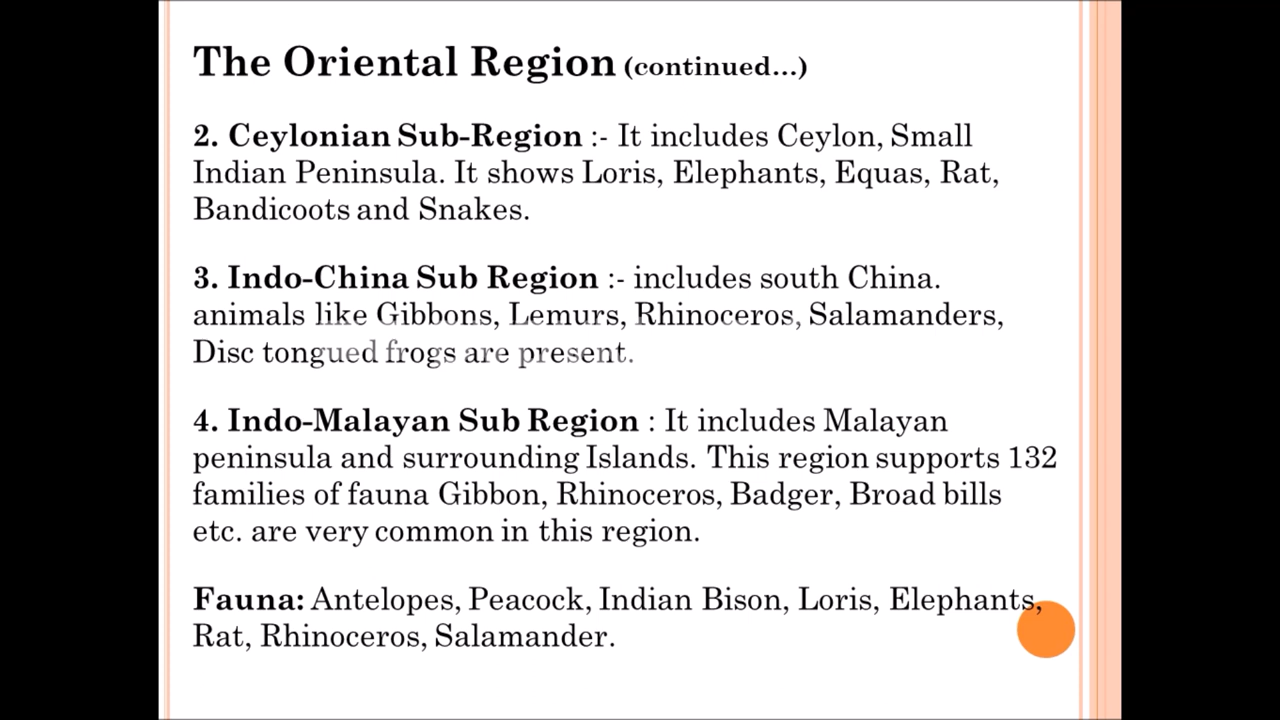 The Oriental Region (continued...)
2. Ceylonian Sub-Region :- It includes Ceylon, Small
Indian Peninsula. It shows Loris, Elephants, Equas, Rat,
Bandicoots and Snakes.
3. Indo-China Sub Region :- includes south China.
animals like Gibbons, Lemurs, Rhinoceros, Salamanders,
Disc tongued frogs are present.
4. Indo-Malayan Sub Region : It includes Malayan
peninsula and surrounding Islands. This region supports 132
families of fauna Gibbon, Rhinoceros, Badger, Broad bills
etc. are very common in this region.
Fauna: Antelopes, Peacock, Indian Bison, Loris, Elephants,
Rat, Rhinoceros, Salamander.